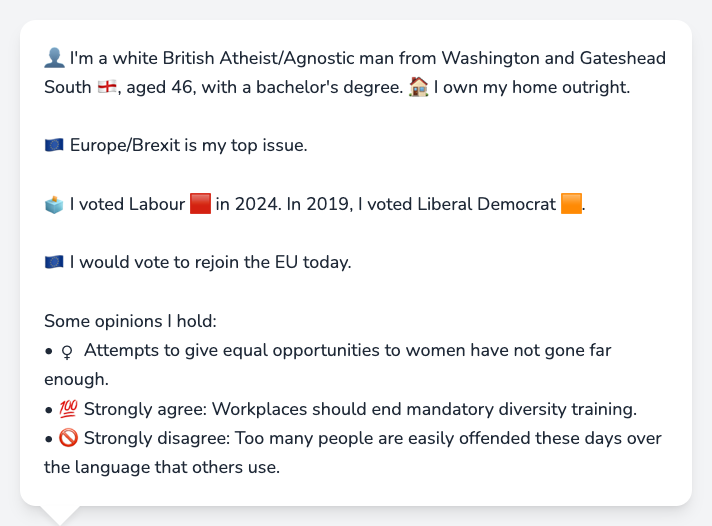 👤 I'm a white British Atheist/Agnostic man from Washington and Gateshead
South 🏴󠁧󠁢󠁥󠁮󠁧󠁿, aged 46, with a bachelor's degree. 🏠 I own my home outright.
🇪🇺 Europe/Brexit is my top issue.
🗳️ I voted Labour 🟥 in 2024. In 2019, I voted Liberal Democrat 🟧.
🇪🇺 I would vote to rejoin the EU today.
Some opinions I hold:
• ♀ Attempts to give equal opportunities to women have not gone far
enough.
• 💯 Strongly agree: Workplaces should end mandatory diversity training.
• 🚫 Strongly disagree: Too many people are easily offended these days over
the language that others use.